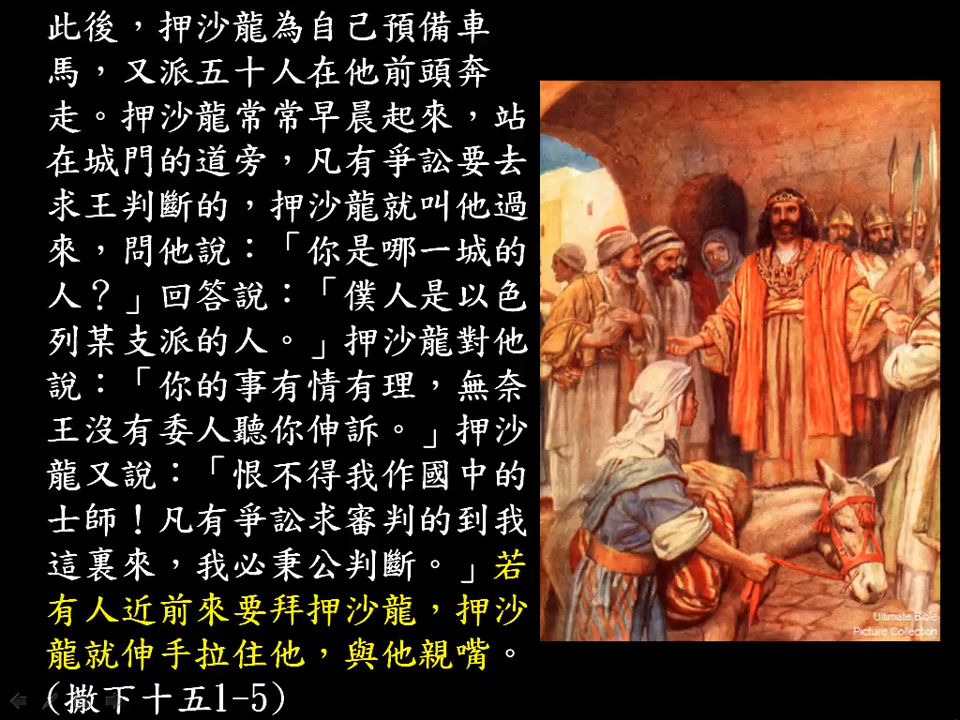 此後，押沙龍為自己預備車
馬，又派五十人在他前頭奔
走。押沙龍常常早晨起來，站
在城門的道旁，凡有爭訟要去
求王判斷的，押沙龍就叫他過
來，問他說：「你是哪一城的
人？」回答說：「僕人是以色
列某支派的人。」押沙龍對他
說：「你的事有情有理，無奈
王沒有委人聽你伸訴。」押沙
龍又說：「恨不得我作國中的
士師！凡有爭訟求審判的到我
這裏來，我必秉公判斷。」若
有人近前來要拜押沙龍，押沙
龍就伸手拉住他，與他親嘴。
(撒下十五1-5)
Ultimate Bible
Picture Collection